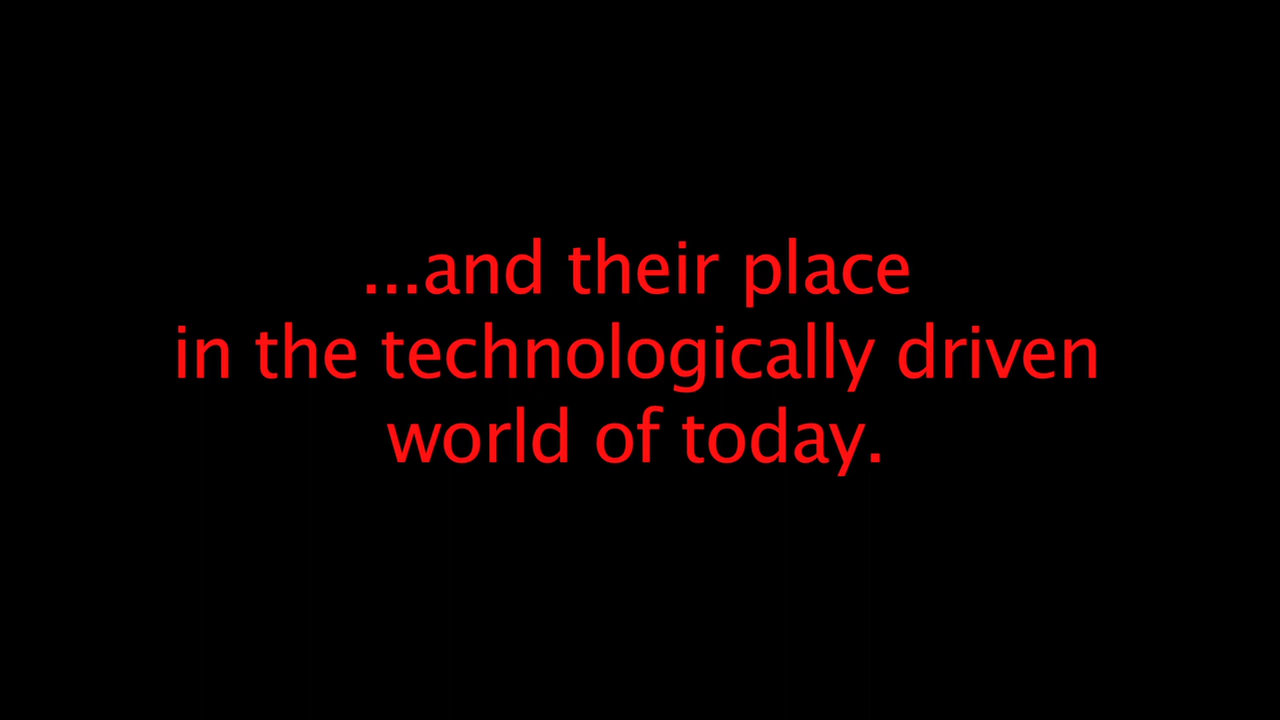 ...and their place
in the technologically driven
world of today.